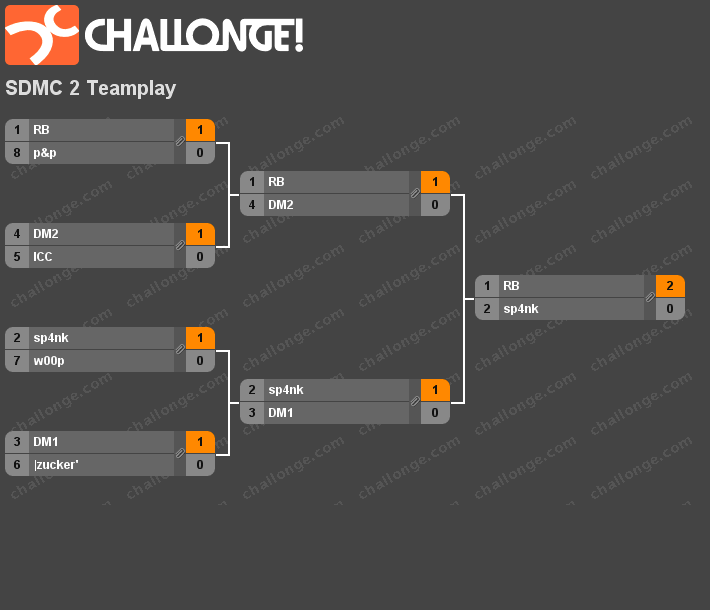 CHALLONGE!
SDMC 2 Teamplay
1 RB 1
8 p&p 0
4 DM2 1
5 ICC 0
2 sp4nk 1
7 w00p 0
3 DM1 1
6 |zucker' 0
1 RB 1
4 DM2 0
2 sp4nk 1
3 DM1 0
1 RB 2
2 sp4nk 0
challonge.com